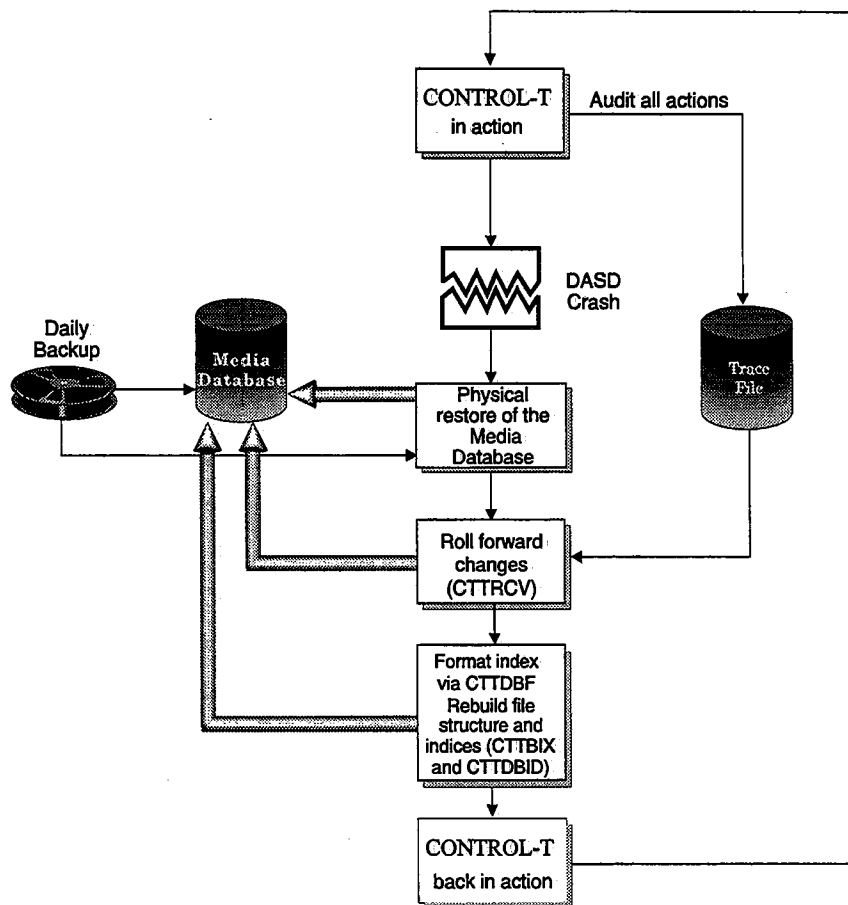 CONTROL-T
in action
Audit all actions
DASD
Crash
Daily
Backup
Media
Database
Trace
File
Physical
restore of the
Media
Database
Roll forward
changes
(CTTRCV)
Format index
via CTTDBF
Rebuild file
structure and
indices (CTTBIX
and CTTDBID)
CONTROL-T
back in action